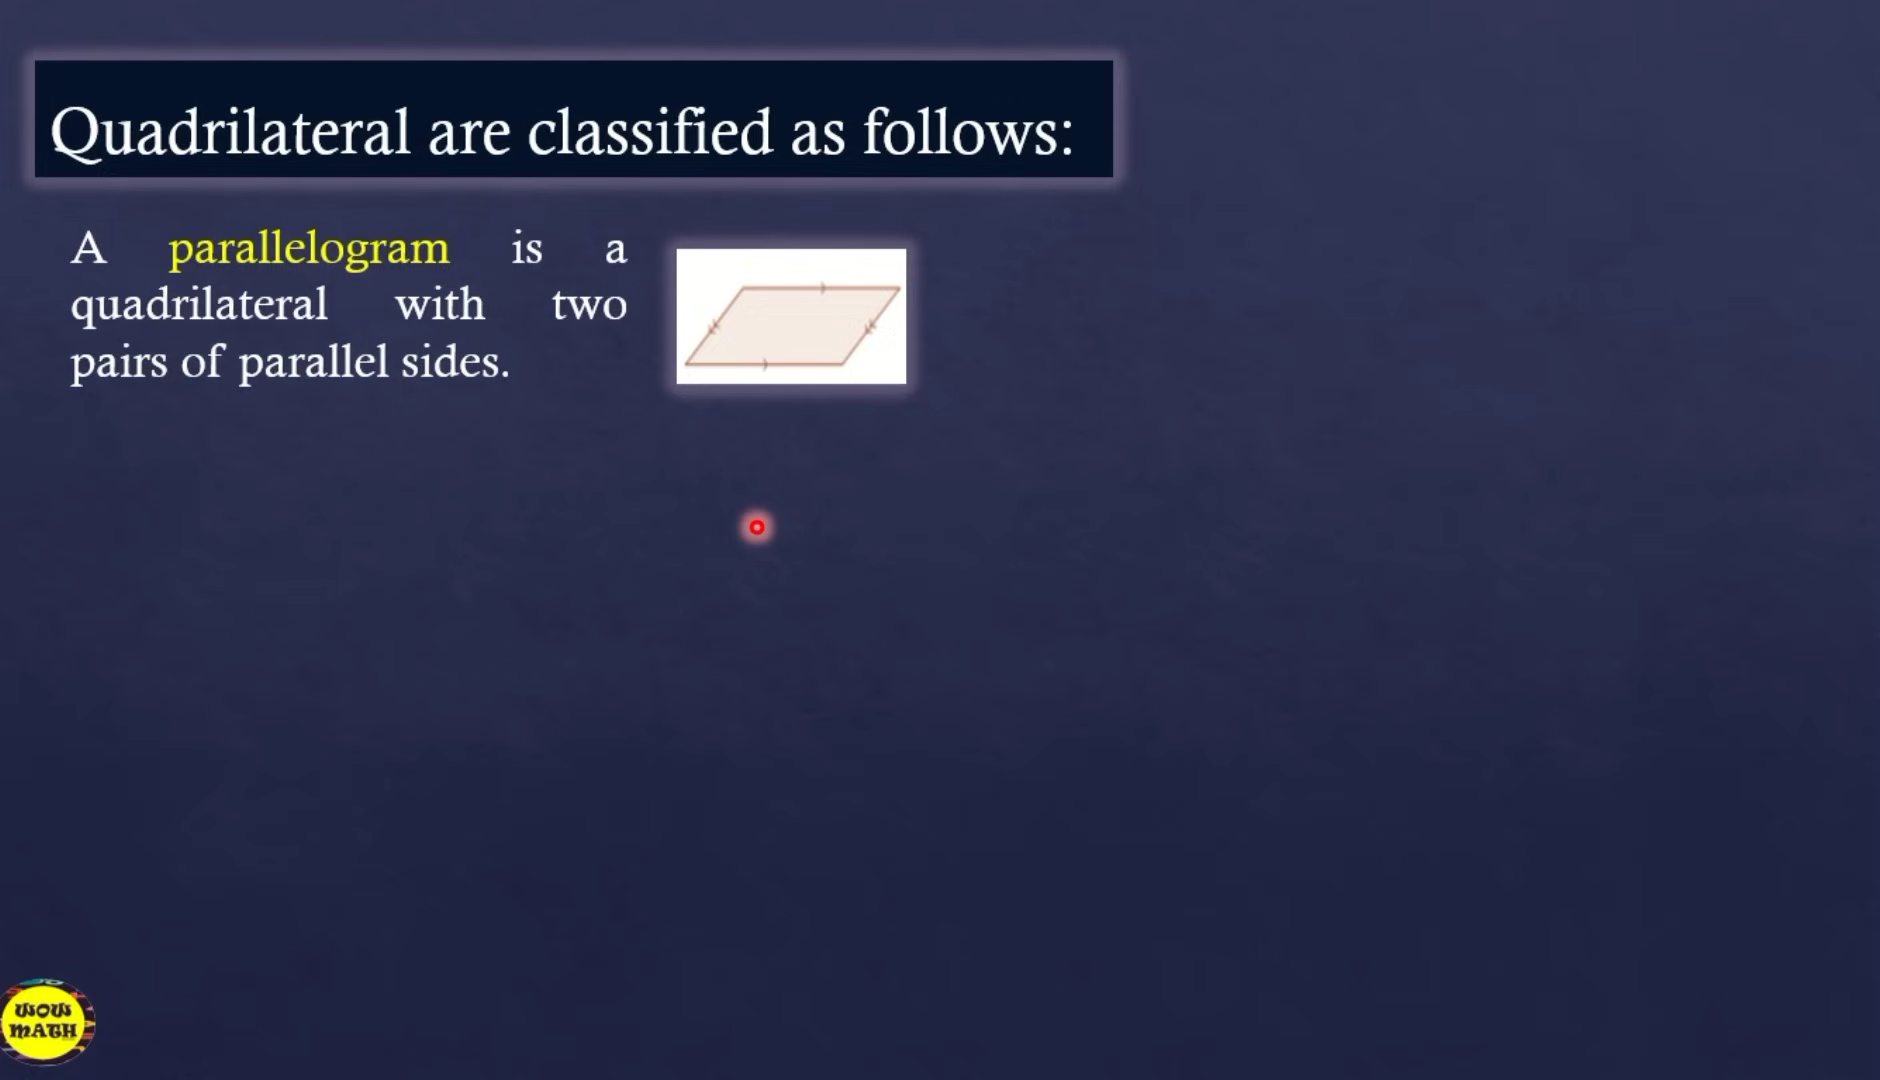 Quadrilateral are classified as follows:
A parallelogram is a
quadrilateral with two
pairs of parallel sides.
WOW
MATH